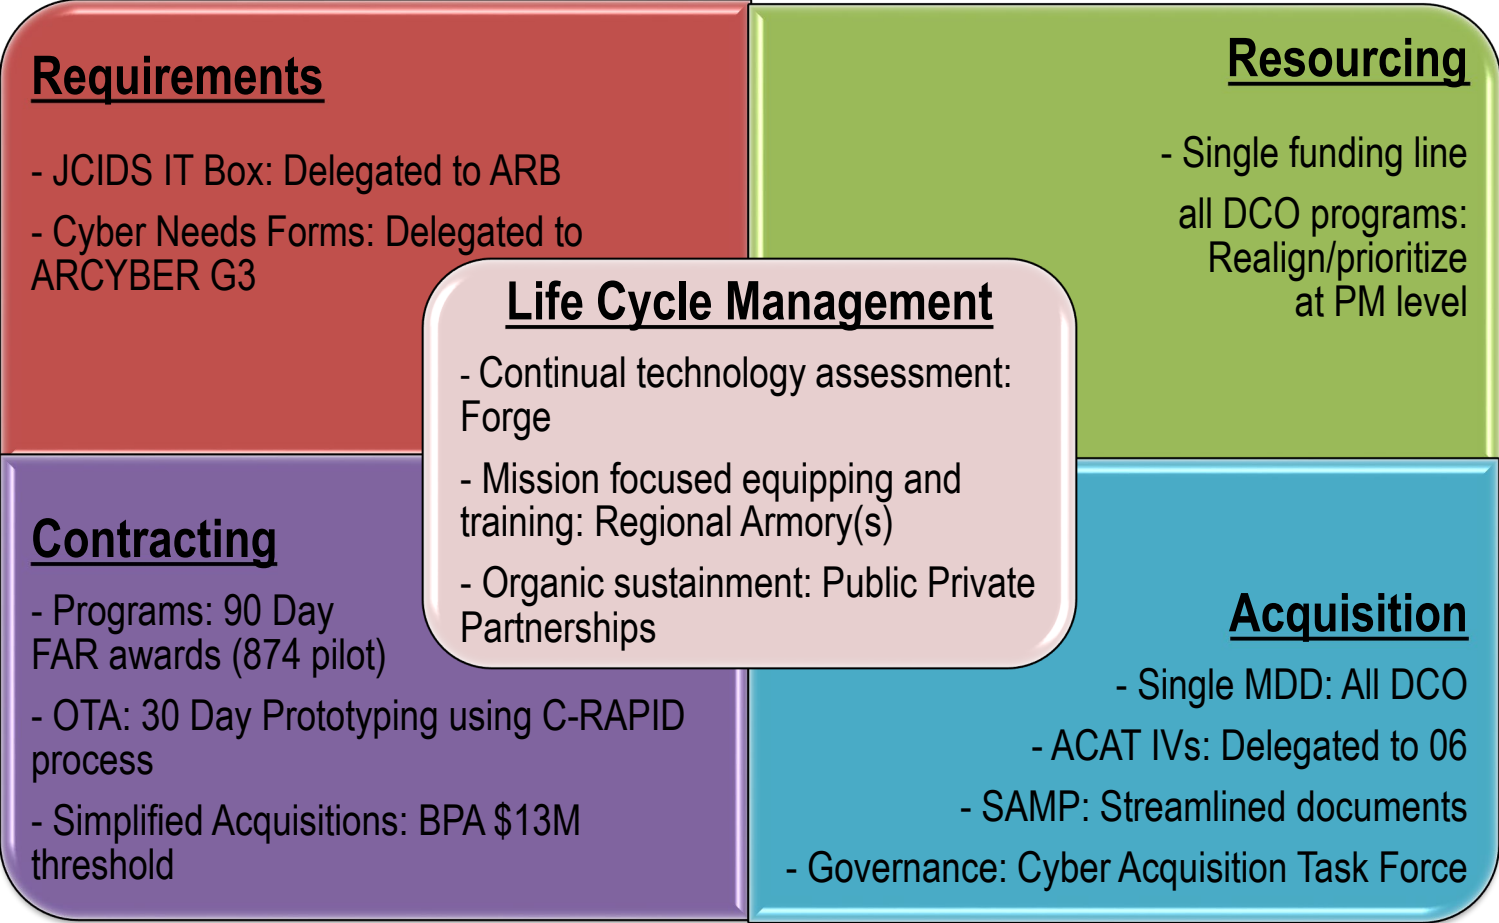 Requirements
- JCIDS IT Box: Delegated to ARB
- Cyber Needs Forms: Delegated to
ARCYBER G3
Resourcing
- Single funding line
all DCO programs:
Realign/prioritize
at PM level
Life Cycle Management
- Continual technology assessment:
Forge
- Mission focused equipping and
training: Regional Armory(s)
- Organic sustainment: Public Private
Partnerships
Contracting
- Programs: 90 Day
FAR awards (874 pilot)
- OTA: 30 Day Prototyping using C-RAPID
process
- Simplified Acquisitions: BPA $13M
threshold
Acquisition
- Single MDD: All DCO
- ACAT IVs: Delegated to 06
- SAMP: Streamlined documents
- Governance: Cyber Acquisition Task Force